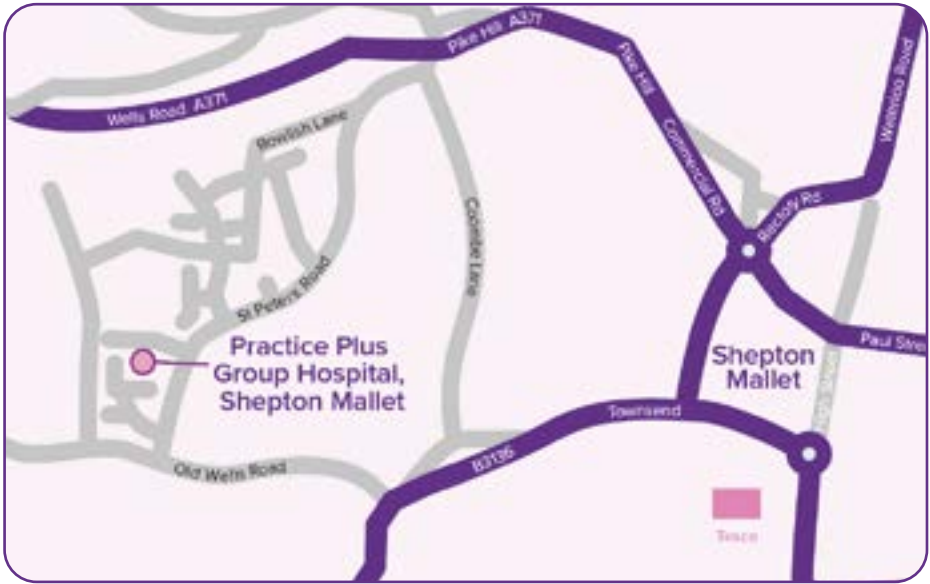 Pike Hill A371
Wells Road A371
Pike Hill
Waterloo Road
Bowlish Lane
Commercial Rd
Rectory Rd
Coombe Lane
St Peters Road
Practice Plus
Group Hospital,
Shepton Mallet
Shepton
Mallet
Paul Stre
Townsend
B3136
Old Wells Road
Tesco